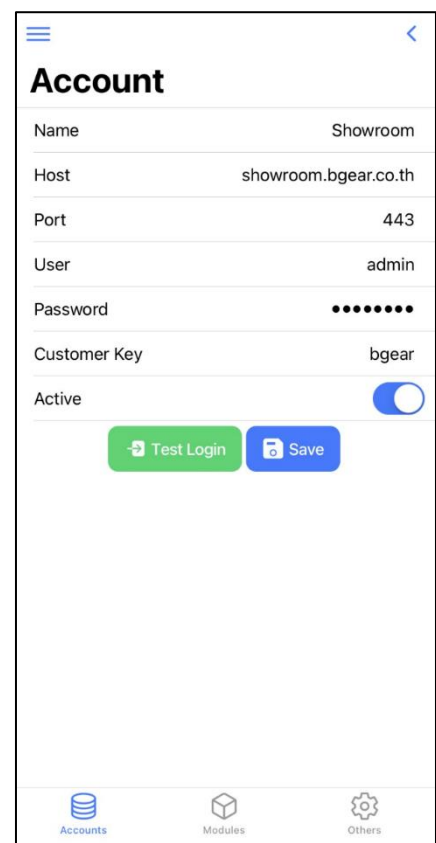 Account
Name Showroom
Host showroom.bgear.co.th
Port 443
User admin
Password ••••••••
Customer Key bgear
Active
Test Login Save
Accounts Modules Others